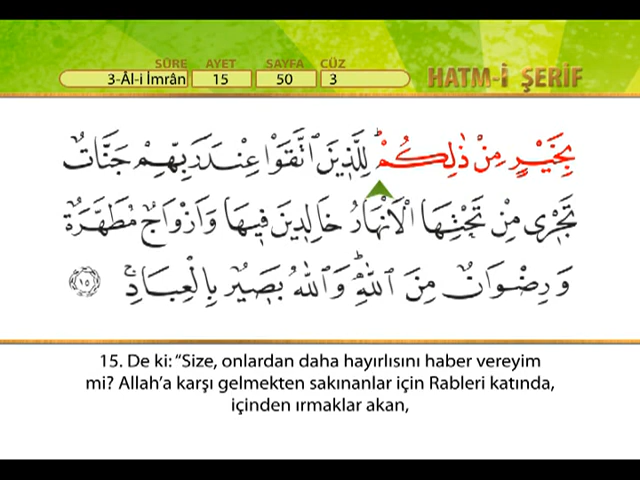 SÛRE AYET SAYFA CÜZ
3-Âl-i İmrân 15 50 3
HATM-İ ŞERİF
بِخَيْرٍ مِنْ ذٰلِكُمْۜ لِلَّذ۪ينَ اتَّقَوْا عِنْدَ رَبِّهِمْ جَنَّاتٌ
تَجْر۪ي مِنْ تَحْتِهَا الْاَنْهَارُ خَالِد۪ينَ ف۪يهَا وَاَزْوَاجٌ مُطَهَّرَةٌ
وَرِضْوَانٌ مِنَ اللّٰهِۜ وَاللّٰهُ بَص۪يرٌ بِالْعِبَادِۚ ﴿١٥﴾
15. De ki: “Size, onlardan daha hayırlısını haber vereyim
mi? Allah’a karşı gelmekten sakınanlar için Rableri katında,
içinden ırmaklar akan,